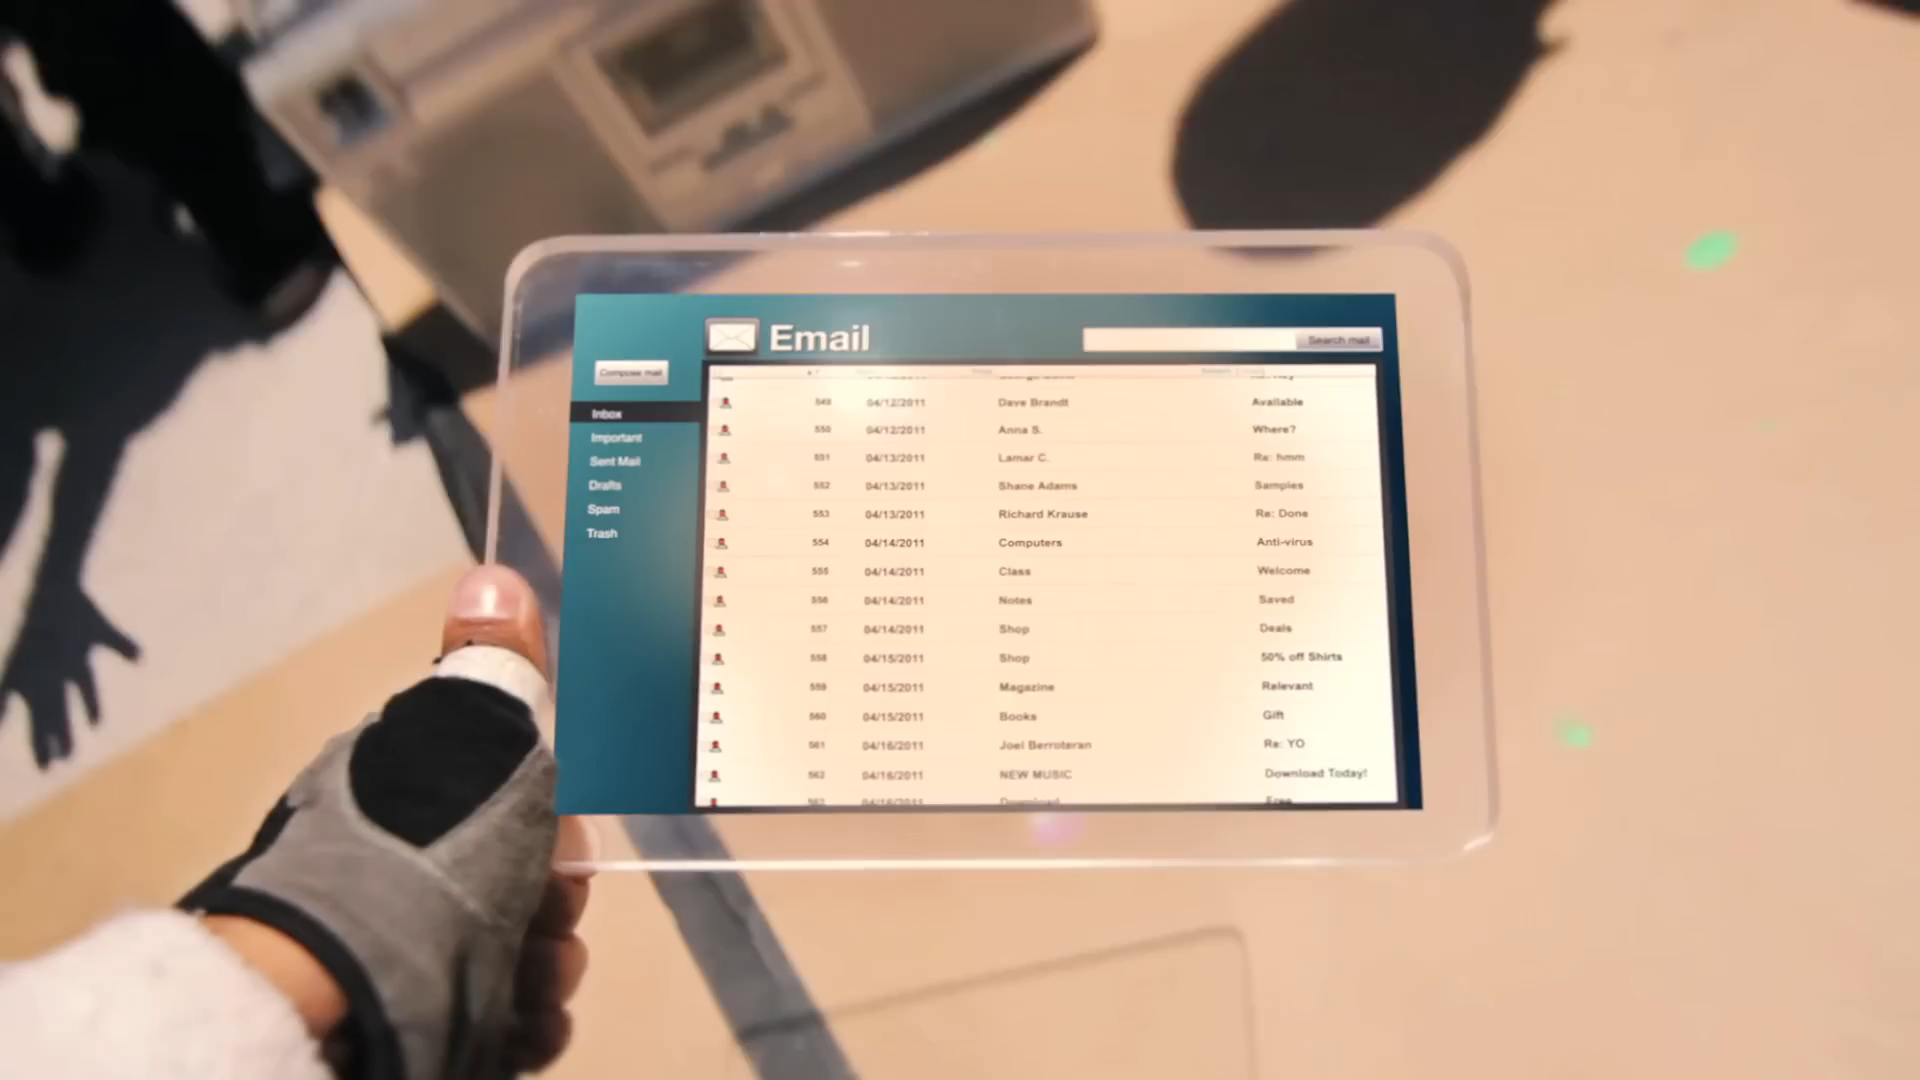 Email
Search mail
Compose mail
Inbox
Important
Sent Mail
Drafts
Spam
Trash
549 04/12/2011 Dave Brandt Available
550 04/12/2011 Anna S. Where?
551 04/13/2011 Lamar C. Re: hmm
552 04/13/2011 Shane Adams Samples
553 04/13/2011 Richard Krause Re: Done
554 04/14/2011 Computers Anti-virus
555 04/14/2011 Class Welcome
556 04/14/2011 Notes Saved
557 04/14/2011 Shop Deals
558 04/15/2011 Shop 50% off Shirts
559 04/15/2011 Magazine Relevant
560 04/15/2011 Books Gift
561 04/16/2011 Joel Berroteran Re: YO
562 04/16/2011 NEW MUSIC Download Today!
04/16/2011 Download Free